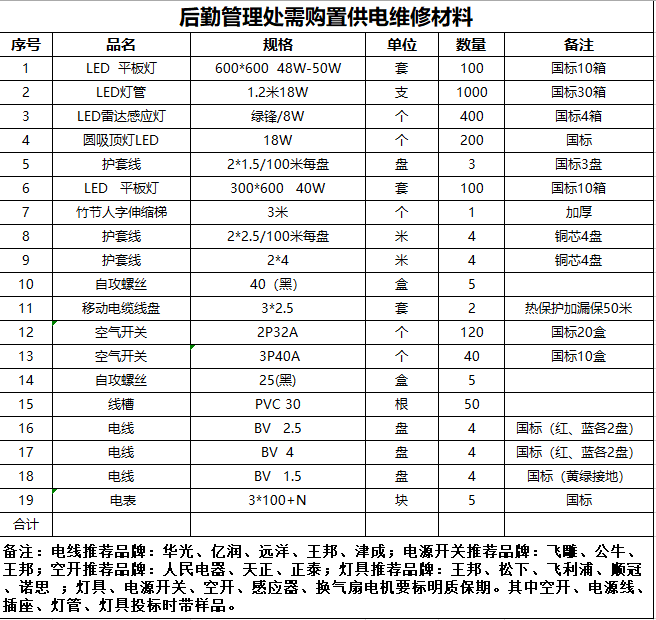 后勤管理处需购置供电维修材料
序号 品名 规格 单位 数量 备注
1 LED 平板灯 600*600 48W-50W 套 100 国标10箱
2 LED灯管 1.2米18W 支 1000 国标30箱
3 LED雷达感应灯 绿锋/8W 个 400 国标4箱
4 圆吸顶灯LED 18W 个 200 国标
5 护套线 2*1.5/100米每盘 盘 3 国标3盘
6 LED 平板灯 300*600 40W 套 100 国标10箱
7 竹节人字伸缩梯 3米 个 1 加厚
8 护套线 2*2.5/100米每盘 米 4 铜芯4盘
9 护套线 2*4 米 4 铜芯4盘
10 自攻螺丝 40（黑） 盒 5
11 移动电缆线盘 3*2.5 套 2 热保护加漏保50米
12 空气开关 2P32A 个 120 国标20盒
13 空气开关 3P40A 个 40 国标10盒
14 自攻螺丝 25(黑) 盒 5
15 线槽 PVC 30 根 50
16 电线 BV 2.5 盘 4 国标（红、蓝各2盘）
17 电线 BV 4 盘 4 国标（红、蓝各2盘）
18 电线 BV 1.5 盘 4 国标（黄绿接地）
19 电表 3*100+N 块 5 国标
合计
备注：电线推荐品牌：华光、亿润、远洋、王邦、津成；电源开关推荐品牌：飞雕、公牛、
王邦；空开推荐品牌：人民电器、天正、正泰；灯具推荐品牌：王邦、松下、飞利浦、顺冠
、诺思 ；灯具、电源开关、空开、感应器、换气扇电机要标明质保期。其中空开、电源线、
插座、灯管、灯具投标时带样品。